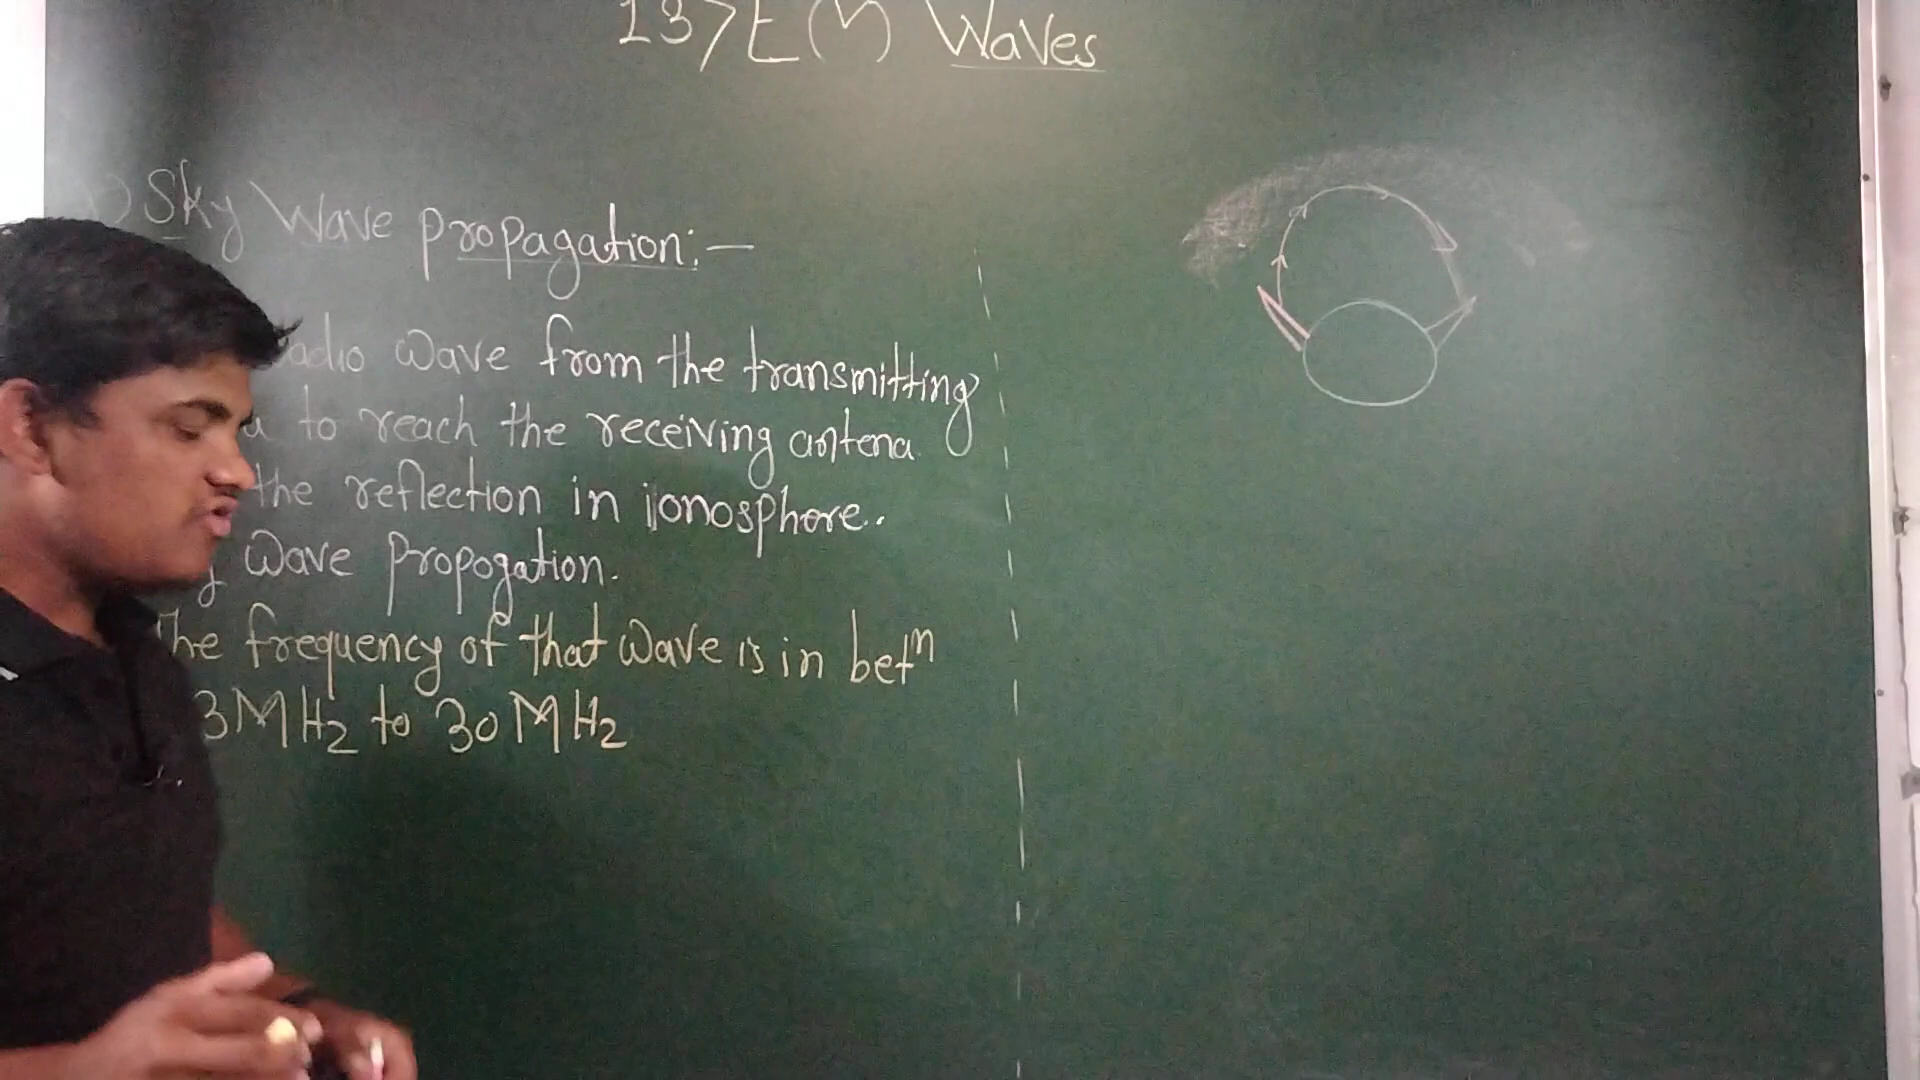 13) EM Waves
) Sky Wave propagation:—
adio wave from the transmitting
a to reach the receiving antena
the reflection in ionosphore.
y wave propogation.
The frequency of that wave is in betⁿ
3MHz to 30MHz